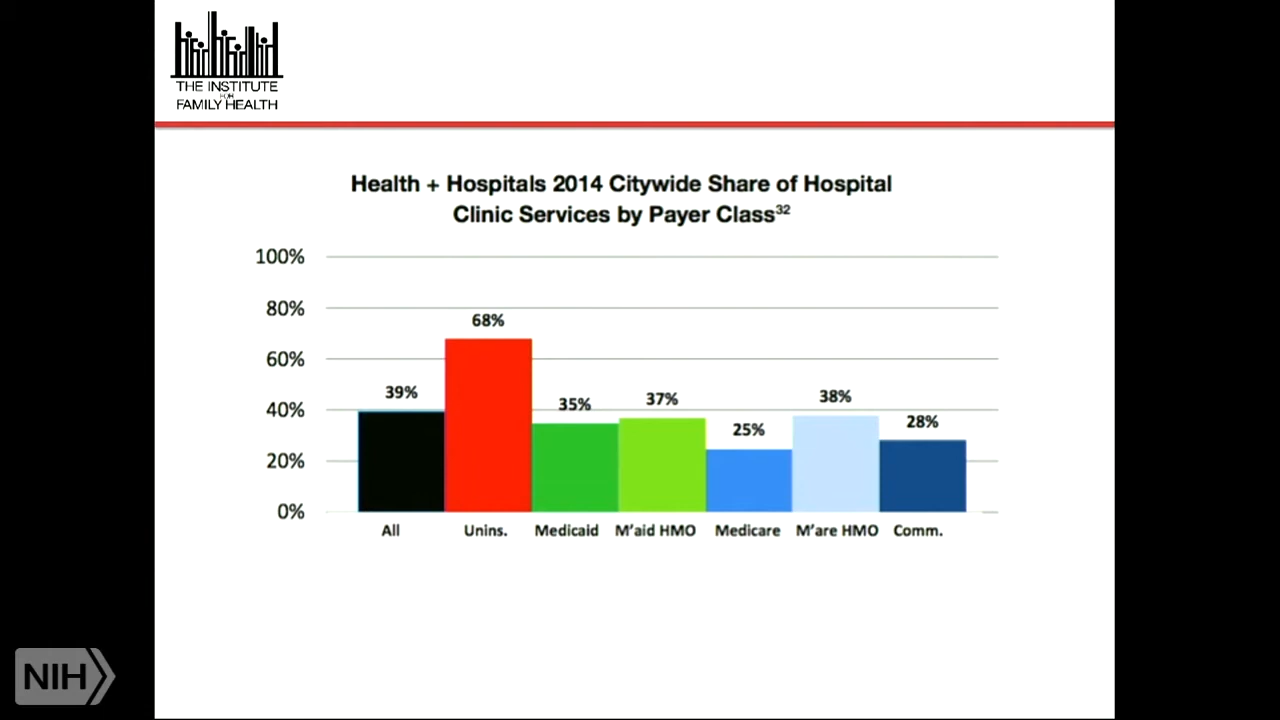 THE INSTITUTE
FOR
FAMILY HEALTH
Health + Hospitals 2014 Citywide Share of Hospital
Clinic Services by Payer Class32
100%
80%
60%
40%
20%
0%
39%
68%
35%
37%
25%
38%
28%
All Unins. Medicaid M'aid HMO Medicare M'are HMO Comm.
NIH